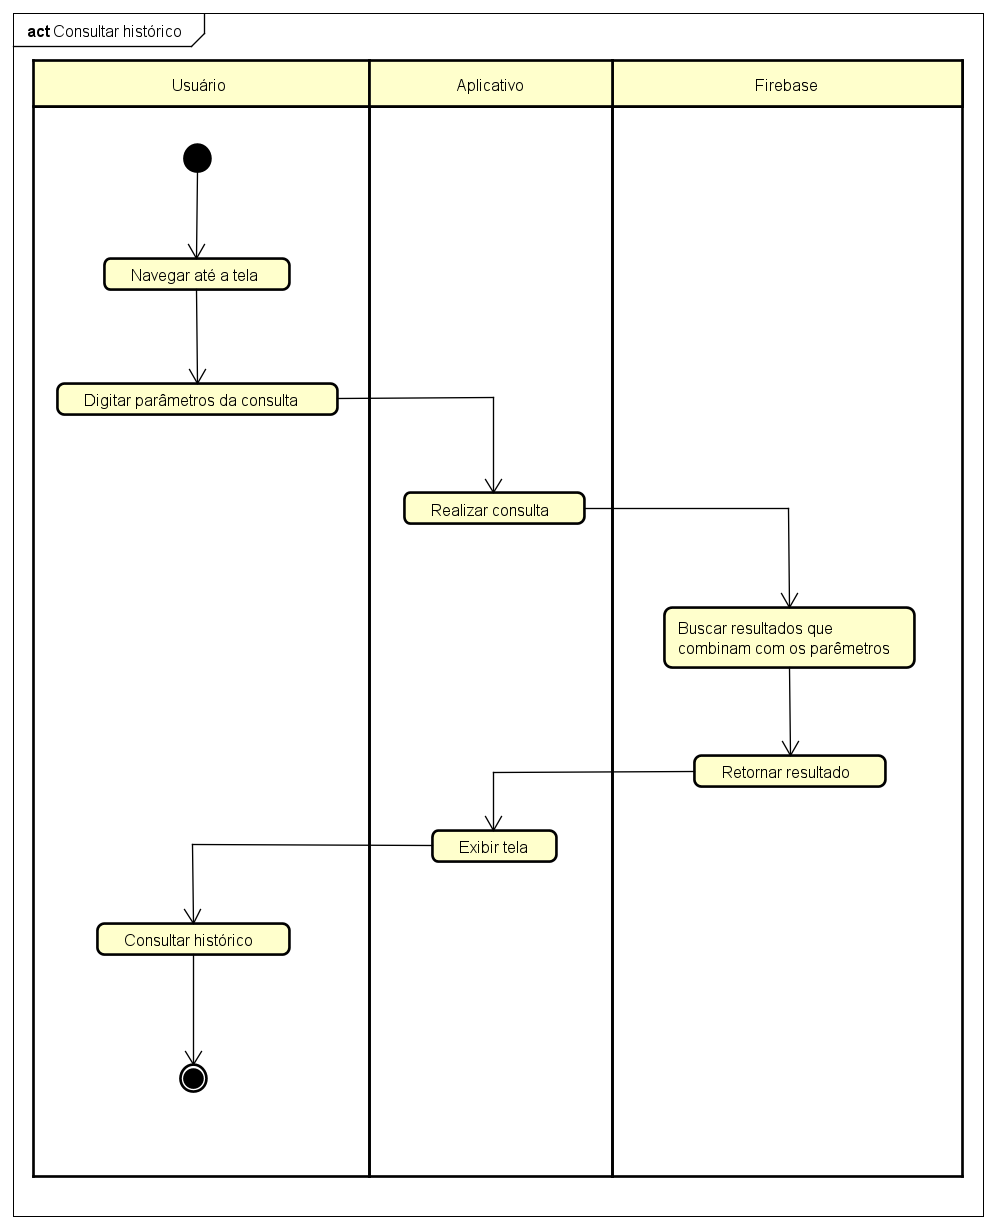 act Consultar histórico
Usuário
Aplicativo
Firebase
Navegar até a tela
Digitar parâmetros da consulta
Realizar consulta
Buscar resultados que
combinam com os parêmetros
Retornar resultado
Exibir tela
Consultar histórico